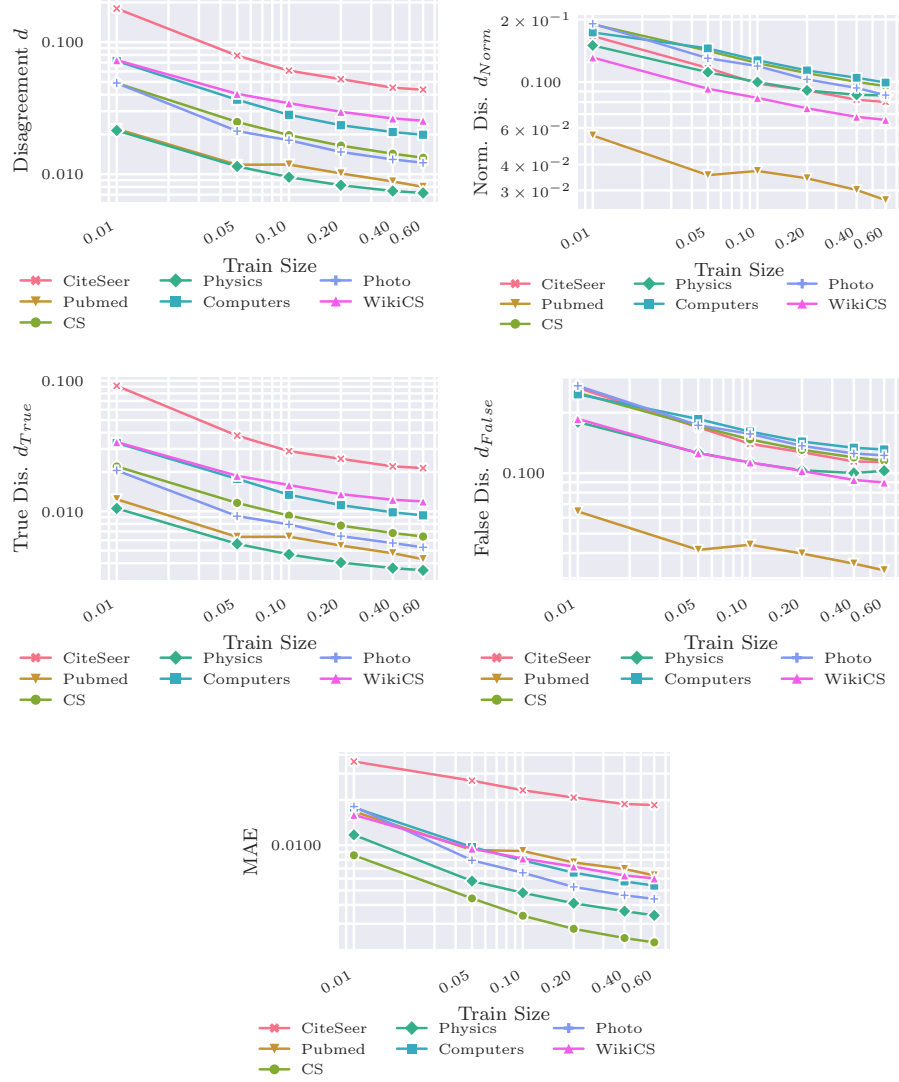 Disagreement d
0.100
0.010
0.01
0.05
0.10
0.20
0.40
0.60
Train Size
CiteSeer
Physics
Photo
Pubmed
Computers
WikiCS
CS
Norm. Dis. d_Norm
2 × 10⁻¹
0.100
6 × 10⁻²
4 × 10⁻²
3 × 10⁻²
0.01
0.05
0.10
0.20
0.40
0.60
Train Size
CiteSeer
Physics
Photo
Pubmed
Computers
WikiCS
CS
True Dis. d_True
0.100
0.010
0.01
0.05
0.10
0.20
0.40
0.60
Train Size
CiteSeer
Physics
Photo
Pubmed
Computers
WikiCS
CS
False Dis. d_False
0.100
0.01
0.05
0.10
0.20
0.40
0.60
Train Size
CiteSeer
Physics
Photo
Pubmed
Computers
WikiCS
CS
MAE
0.0100
0.01
0.05
0.10
0.20
0.40
0.60
Train Size
CiteSeer
Physics
Photo
Pubmed
Computers
WikiCS
CS